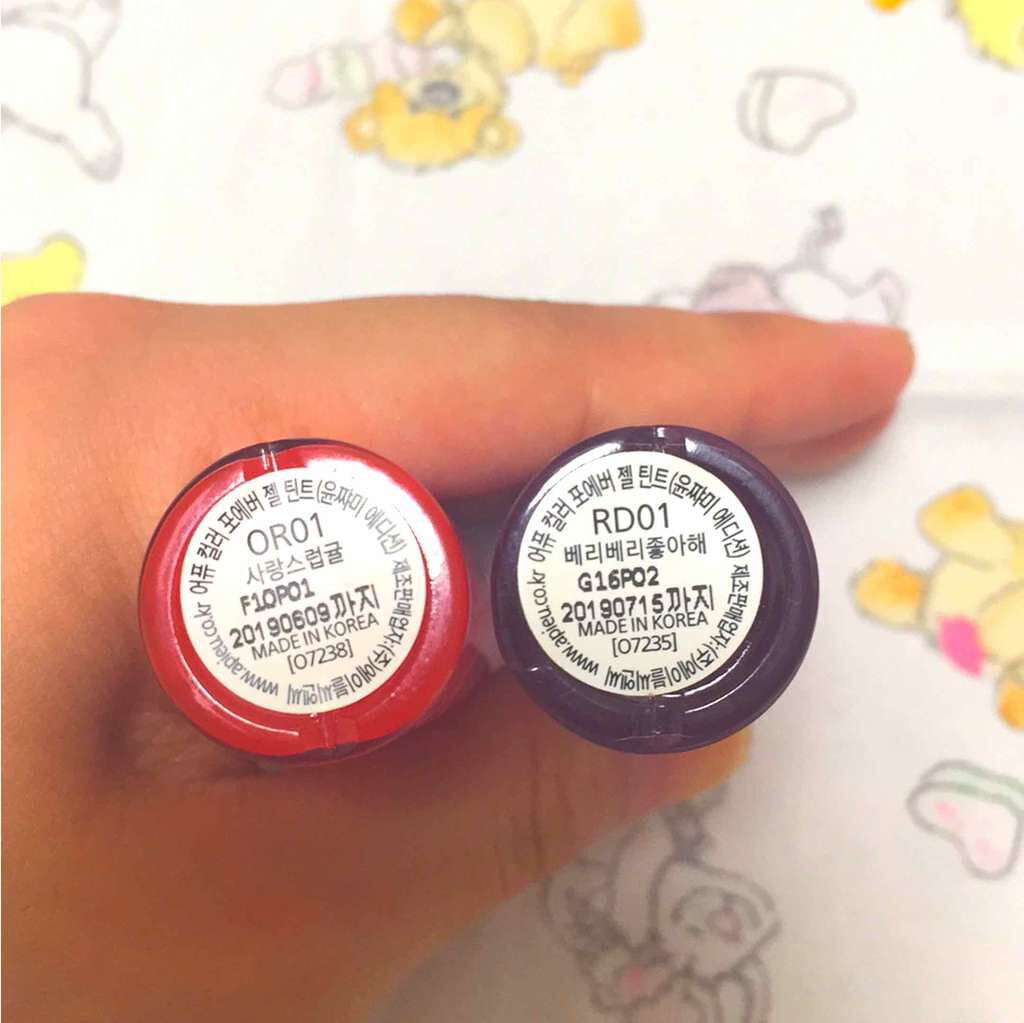 어퓨 컬러 포에버 젤 틴트(윤짜미 에디션) 제조판매업자:(주)에이블씨엔씨 www.apieu.co.kr
OR01
사랑스럽귤
F10P01
20190609까지
MADE IN KOREA
[O7238]
어퓨 컬러 포에버 젤 틴트(윤짜미 에디션) 제조판매업자:(주)에이블씨엔씨 www.apieu.co.kr
RD01
베리베리좋아해
G16P02
20190715까지
MADE IN KOREA
[O7235]